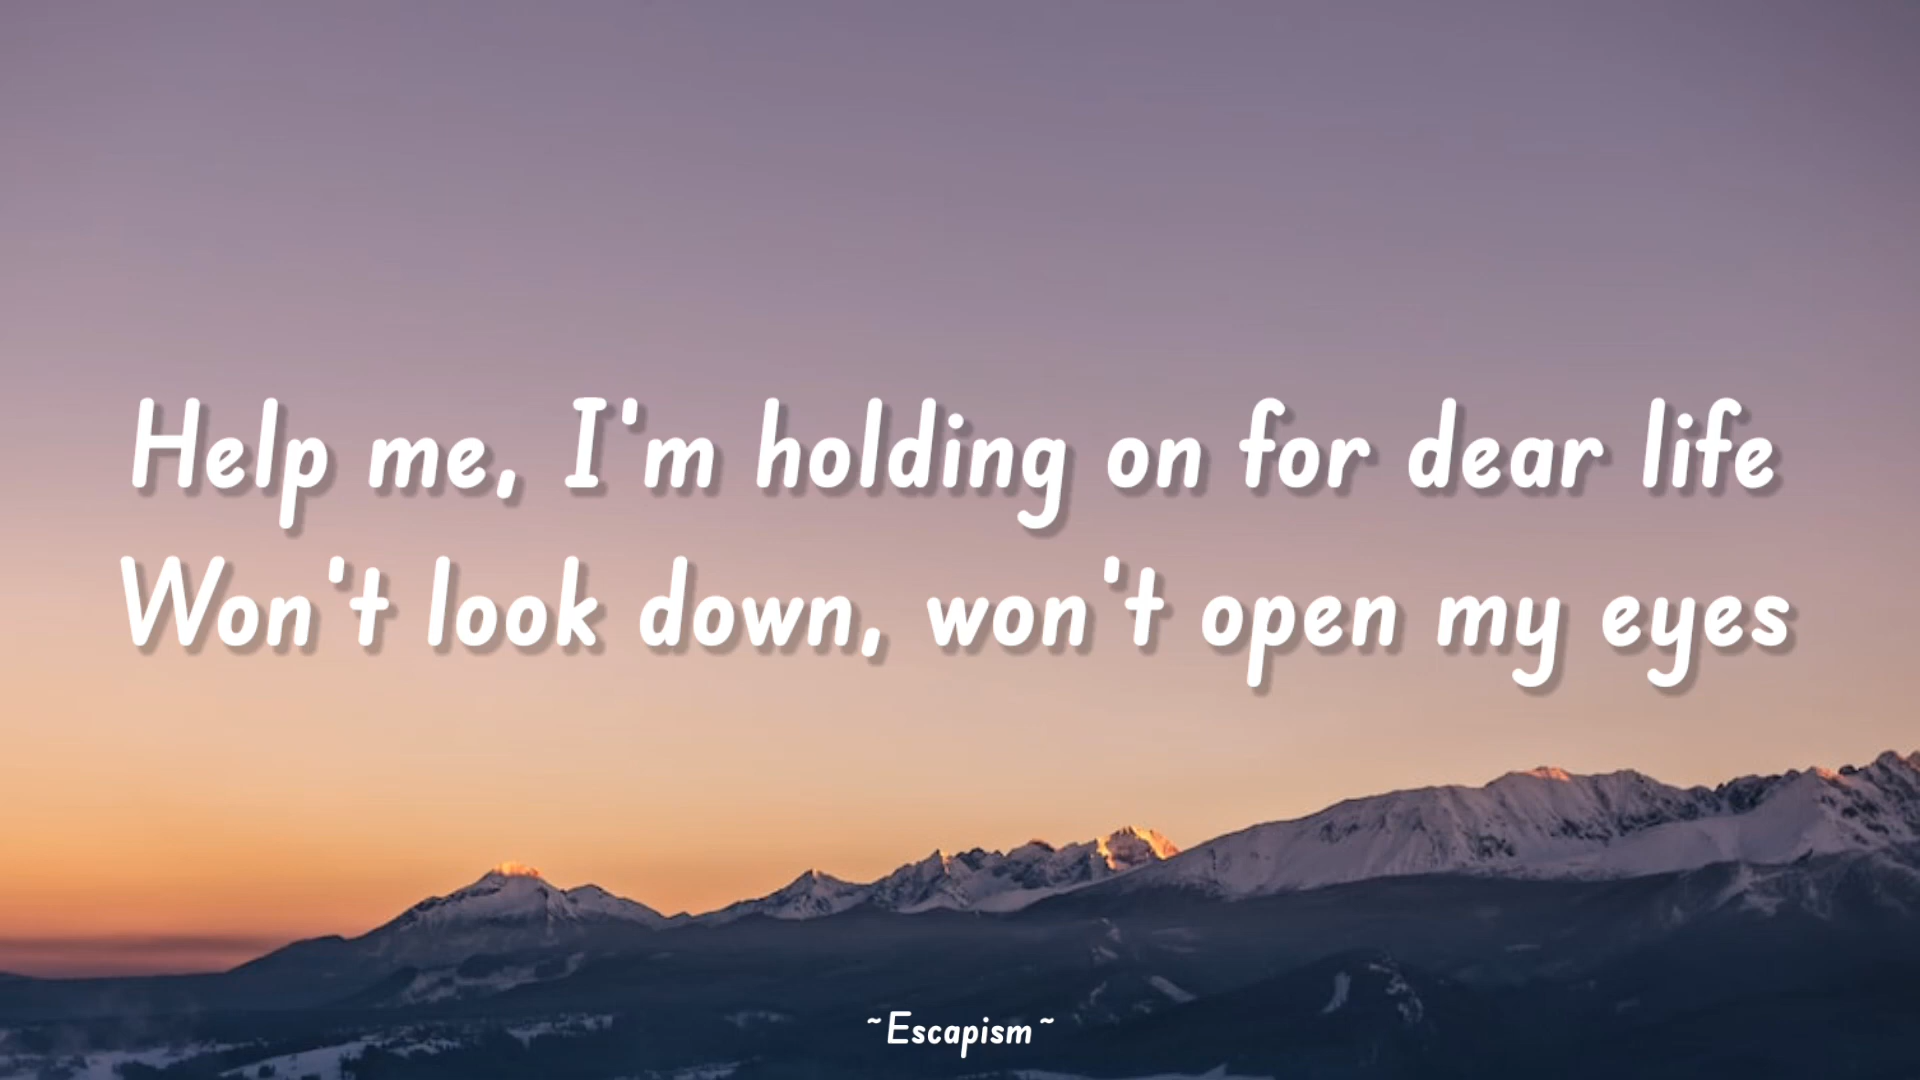 Help me, I'm holding on for dear life
Won't look down, won't open my eyes
~Escapism~